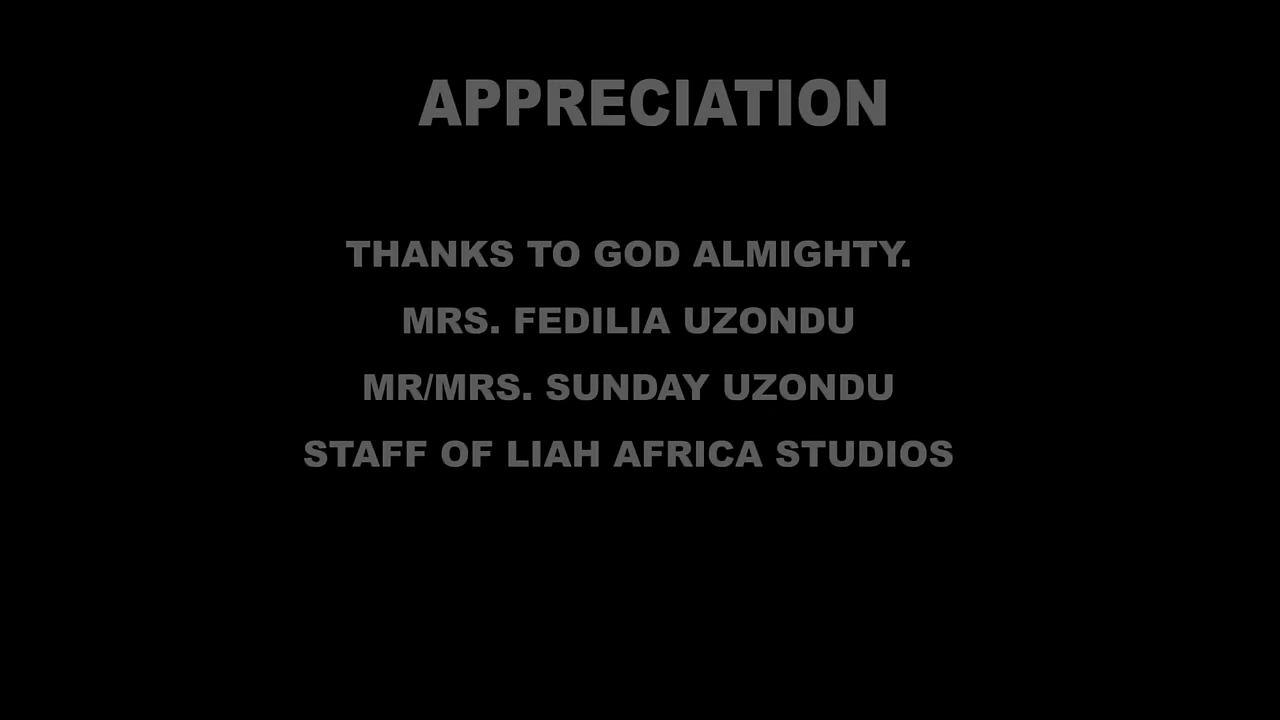 APPRECIATION
THANKS TO GOD ALMIGHTY.
MRS. FEDILIA UZONDU
MR/MRS. SUNDAY UZONDU
STAFF OF LIAH AFRICA STUDIOS